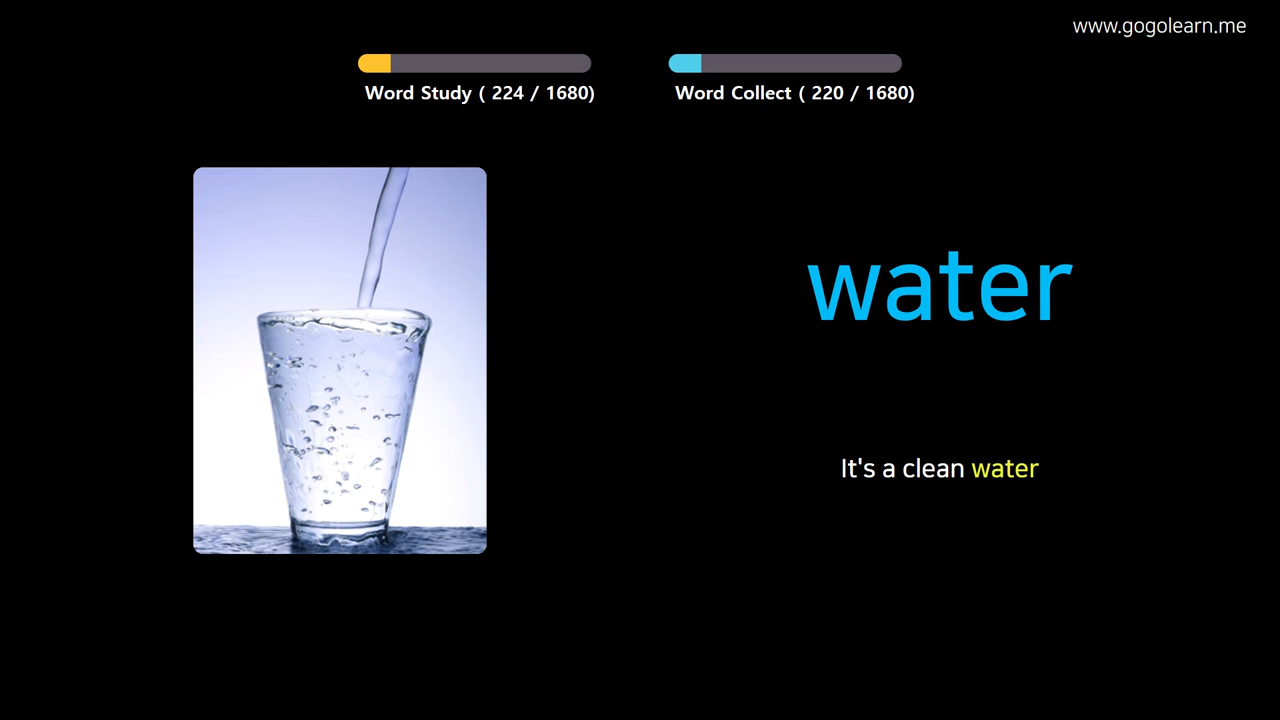 www.gogolearn.me
Word Study ( 224 / 1680)
Word Collect ( 220 / 1680)
water
It's a clean water